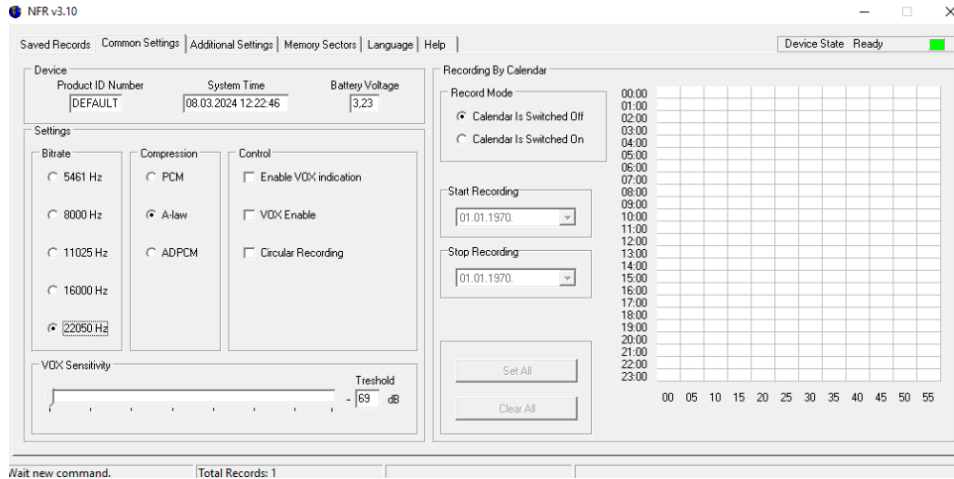 NFR v3.10
Saved Records Common Settings Additional Settings Memory Sectors Language Help
Device State Ready
Device
Product ID Number System Time Battery Voltage
DEFAULT 08.03.2024 12:22:46 3,23
Settings
Bitrate
5461 Hz
8000 Hz
11025 Hz
16000 Hz
22050 Hz
Compression
PCM
A-law
ADPCM
Control
Enable VOX indication
VOX Enable
Circular Recording
VOX Sensitivity
Treshold
- 69 dB
Recording By Calendar
Record Mode
Calendar Is Switched Off
Calendar Is Switched On
Start Recording
01.01.1970.
Stop Recording
01.01.1970.
Set All
Clear All
00:00
01:00
02:00
03:00
04:00
05:00
06:00
07:00
08:00
09:00
10:00
11:00
12:00
13:00
14:00
15:00
16:00
17:00
18:00
19:00
20:00
21:00
22:00
23:00
00 05 10 15 20 25 30 35 40 45 50 55
Wait new command. Total Records: 1